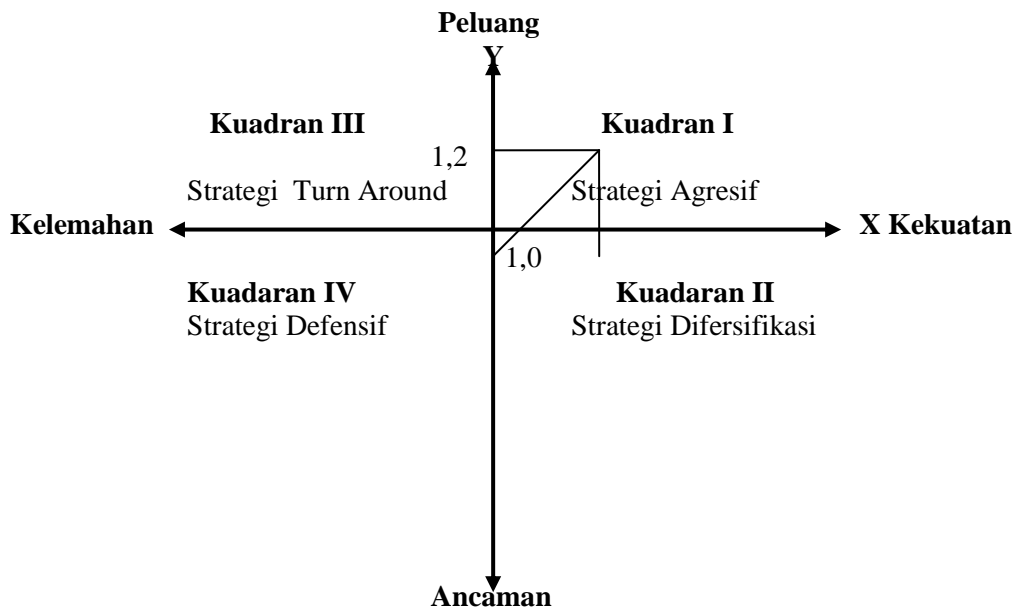 Peluang
Y
Kuadran III
Kuadran I
1,2
Strategi Turn Around
Strategi Agresif
Kelemahan
X Kekuatan
1,0
Kuadaran IV
Kuadaran II
Strategi Defensif
Strategi Difersifikasi
Ancaman